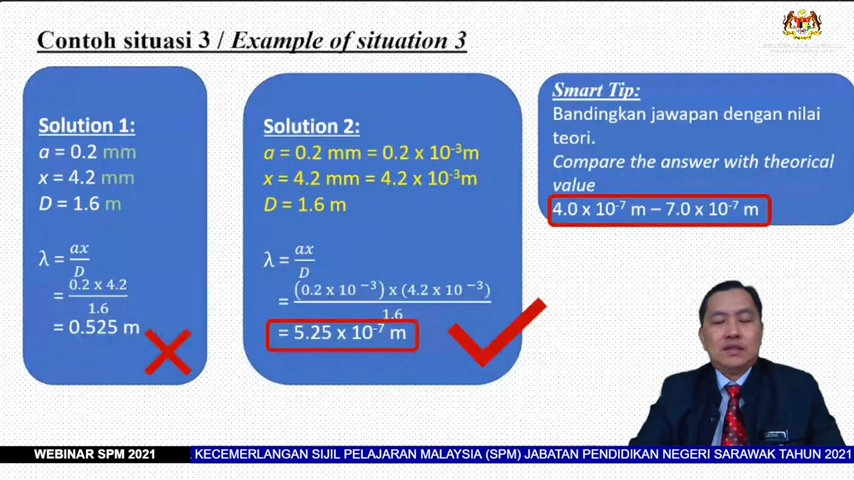 Contoh situasi 3 / Example of situation 3
Solution 1:
a = 0.2 mm
x = 4.2 mm
D = 1.6 m
λ = ax/D
= 0.2 x 4.2/1.6
= 0.525 m
Solution 2:
a = 0.2 mm = 0.2 x 10⁻³m
x = 4.2 mm = 4.2 x 10⁻³m
D = 1.6 m
λ = ax/D
= (0.2 x 10⁻³) x (4.2 x 10⁻³)/1.6
= 5.25 x 10⁻⁷ m
Smart Tip:
Bandingkan jawapan dengan nilai
teori.
Compare the answer with theorical
value
4.0 x 10⁻⁷ m – 7.0 x 10⁻⁷ m
WEBINAR SPM 2021
KECEMERLANGAN SIJIL PELAJARAN MALAYSIA (SPM) JABATAN PENDIDIKAN NEGERI SARAWAK TAHUN 2021